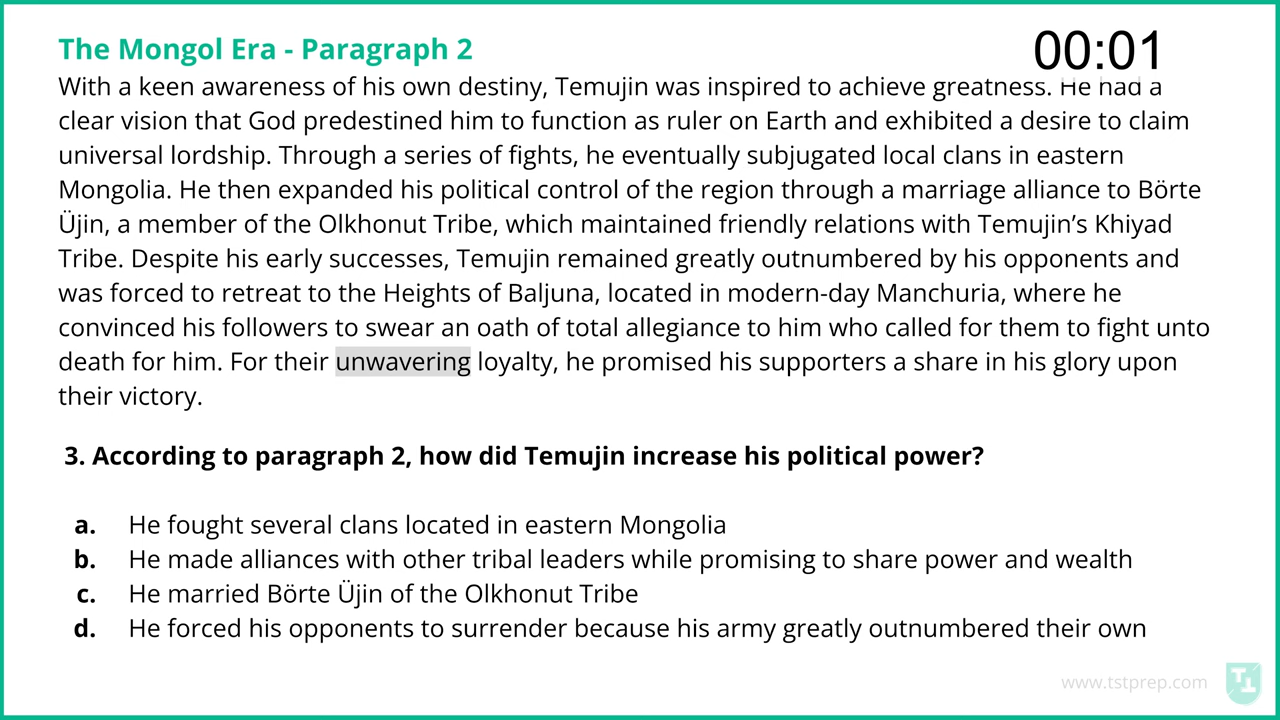 The Mongol Era - Paragraph 2
00:01
With a keen awareness of his own destiny, Temujin was inspired to achieve greatness. He had a
clear vision that God predestined him to function as ruler on Earth and exhibited a desire to claim
universal lordship. Through a series of fights, he eventually subjugated local clans in eastern
Mongolia. He then expanded his political control of the region through a marriage alliance to Börte
Üjin, a member of the Olkhonut Tribe, which maintained friendly relations with Temujin’s Khiyad
Tribe. Despite his early successes, Temujin remained greatly outnumbered by his opponents and
was forced to retreat to the Heights of Baljuna, located in modern-day Manchuria, where he
convinced his followers to swear an oath of total allegiance to him who called for them to fight unto
death for him. For their unwavering loyalty, he promised his supporters a share in his glory upon
their victory.
3. According to paragraph 2, how did Temujin increase his political power?
a. He fought several clans located in eastern Mongolia
b. He made alliances with other tribal leaders while promising to share power and wealth
c. He married Börte Üjin of the Olkhonut Tribe
d. He forced his opponents to surrender because his army greatly outnumbered their own
www.tstprep.com